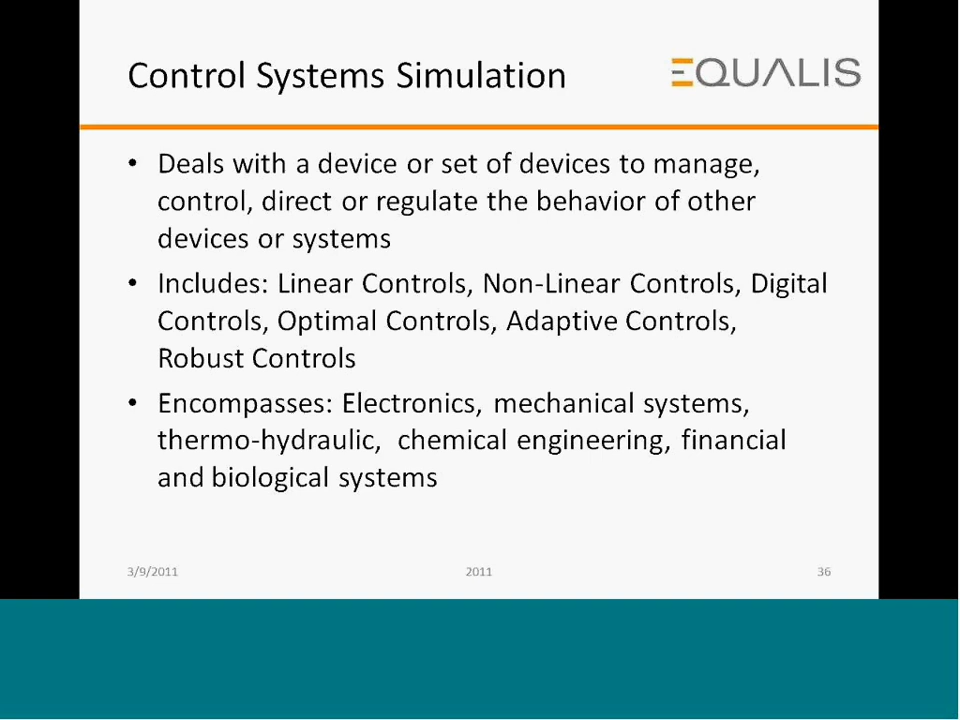 Control Systems Simulation
EQUALIS
• Deals with a device or set of devices to manage,
control, direct or regulate the behavior of other
devices or systems
• Includes: Linear Controls, Non-Linear Controls, Digital
Controls, Optimal Controls, Adaptive Controls,
Robust Controls
• Encompasses: Electronics, mechanical systems,
thermo-hydraulic, chemical engineering, financial
and biological systems
3/9/2011
2011
36